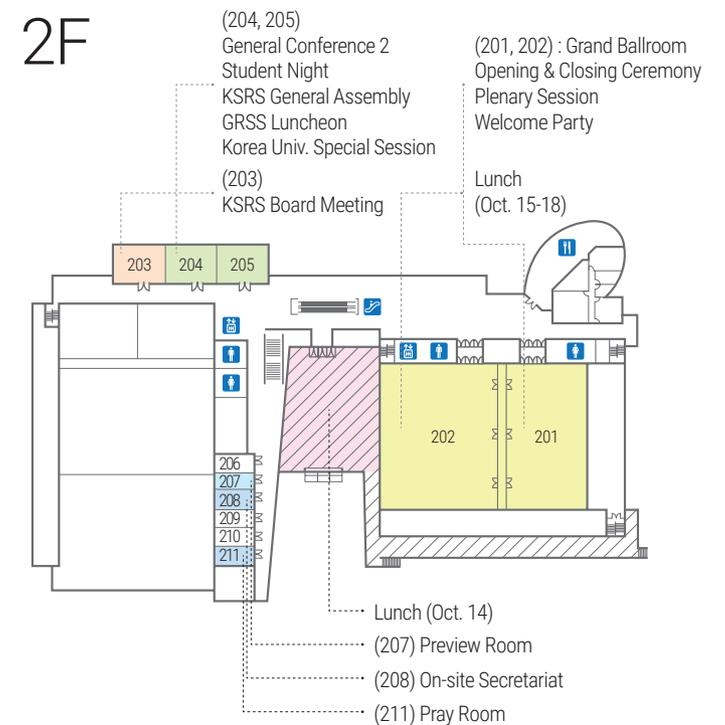 2F
(204, 205)
General Conference 2
Student Night
KSRS General Assembly
GRSS Luncheon
Korea Univ. Special Session
(203)
KSRS Board Meeting
(201, 202) : Grand Ballroom
Opening & Closing Ceremony
Plenary Session
Welcome Party
Lunch
(Oct. 15-18)
203
204
205
202
201
206
207
208
209
210
211
Lunch (Oct. 14)
(207) Preview Room
(208) On-site Secretariat
(211) Pray Room